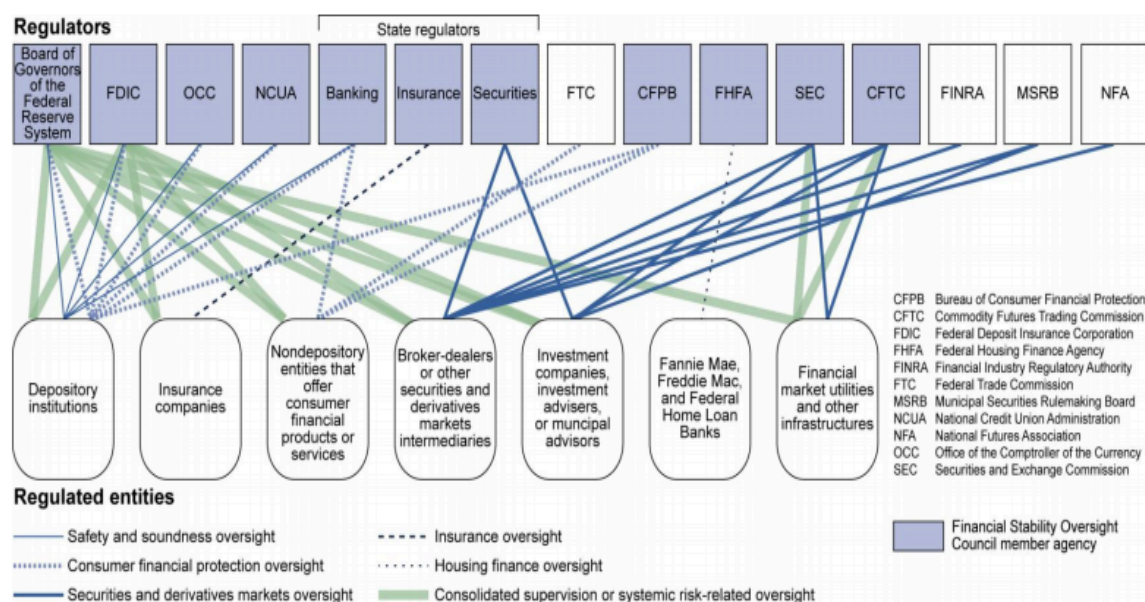 Regulators
State regulators
Board of
Governors
of the
Federal
Reserve
System
FDIC
OCC
NCUA
Banking
Insurance
Securities
FTC
CFPB
FHFA
SEC
CFTC
FINRA
MSRB
NFA
Depository
institutions
Insurance
companies
Nondepository
entities that
offer
consumer
financial
products or
services
Broker-dealers
or other
securities and
derivatives
markets
intermediaries
Investment
companies,
investment
advisers,
or muncipal
advisors
Fannie Mae,
Freddie Mac,
and Federal
Home Loan
Banks
Financial
market utilities
and other
infrastructures
CFPB Bureau of Consumer Financial Protection
CFTC Commodity Futures Trading Commission
FDIC Federal Deposit Insurance Corporation
FHFA Federal Housing Finance Agency
FINRA Financial Industry Regulatory Authority
FTC Federal Trade Commission
MSRB Municipal Securities Rulemaking Board
NCUA National Credit Union Administration
NFA National Futures Association
OCC Office of the Comptroller of the Currency
SEC Securities and Exchange Commission
Regulated entities
Safety and soundness oversight
Consumer financial protection oversight
Securities and derivatives markets oversight
Insurance oversight
Housing finance oversight
Consolidated supervision or systemic risk-related oversight
Financial Stability Oversight
Council member agency